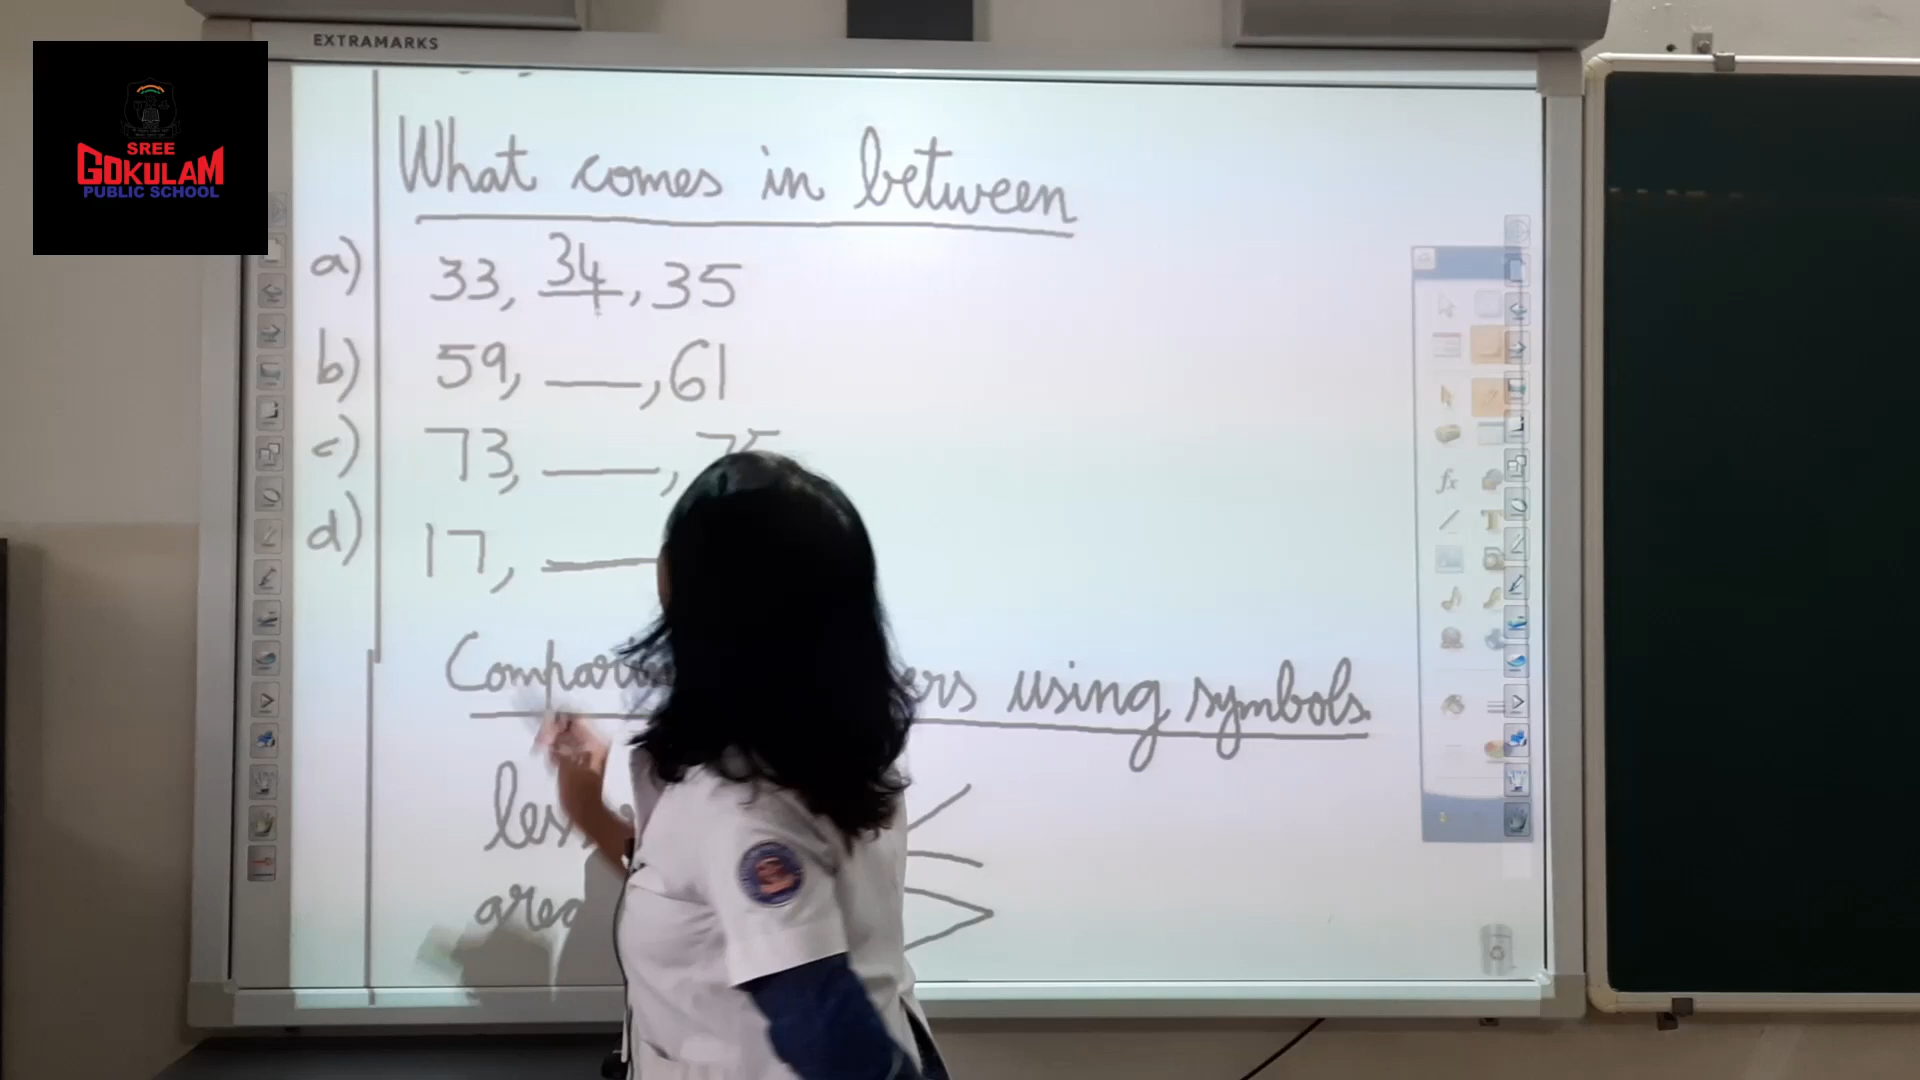 EXTRAMARKS
SREE
GOKULAM
PUBLIC SCHOOL
What comes in between
a) 33, 34, 35
b) 59, ___, 61
c) 73, ___, 75
d) 17, ___
using symbols